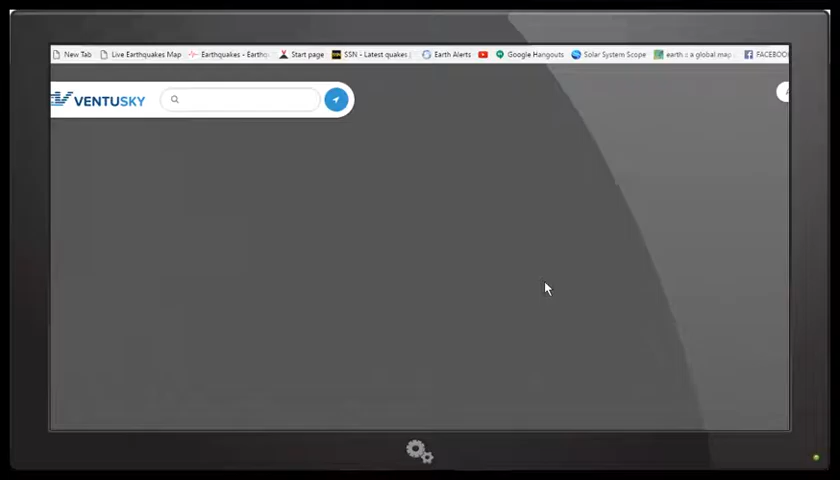 New Tab Live Earthquakes Map Earthquakes - Earthq Start page SSN - Latest quakes | Earth Alerts Google Hangouts Solar System Scope earth :: a global map FACEBOO
VENTUSKY